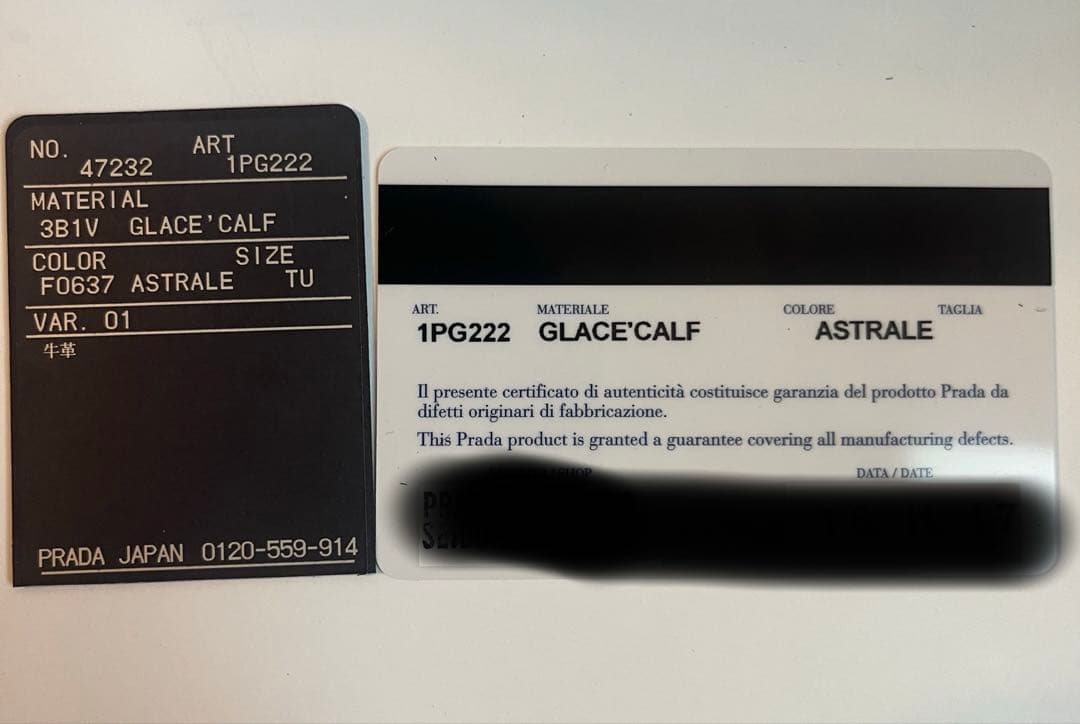 NO. ART
47232 1PG222
MATERIAL
3B1V GLACE'CALF
COLOR SIZE
F0637 ASTRALE TU
VAR. 01
牛革
PRADA JAPAN 0120-559-914
ART. MATERIALE COLORE TAGLIA
1PG222 GLACE'CALF ASTRALE
Il presente certificato di autenticità costituisce garanzia del prodotto Prada da
difetti originari di fabbricazione.
This Prada product is granted a guarantee covering all manufacturing defects.
DATA / DATE